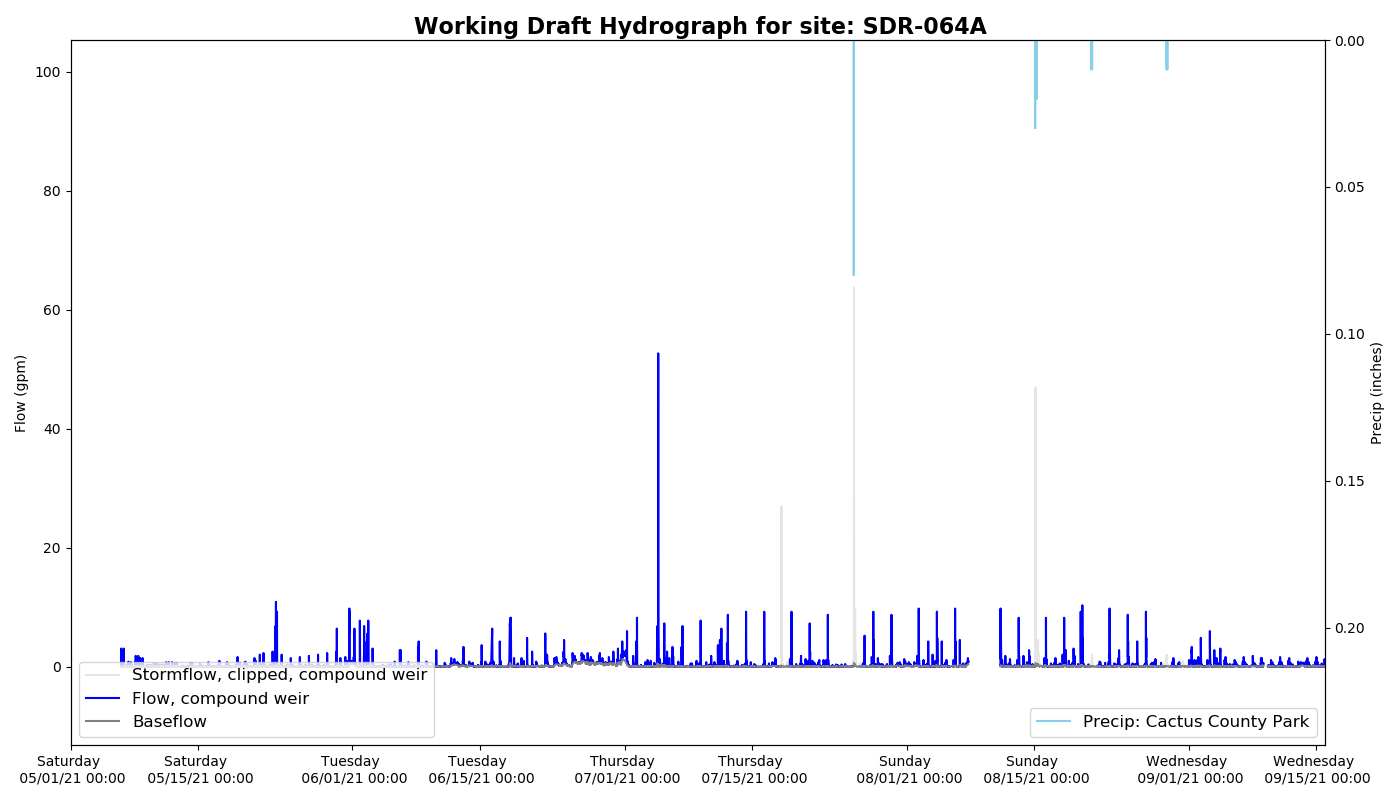 Working Draft Hydrograph for site: SDR-064A
100
80
60
40
20
0
Flow (gpm)
0.00
0.05
0.10
0.15
0.20
Precip (inches)
Stormflow, clipped, compound weir
Flow, compound weir
Baseflow
Precip: Cactus County Park
Saturday
05/01/21 00:00
Saturday
05/15/21 00:00
Tuesday
06/01/21 00:00
Tuesday
06/15/21 00:00
Thursday
07/01/21 00:00
Thursday
07/15/21 00:00
Sunday
08/01/21 00:00
Sunday
08/15/21 00:00
Wednesday
09/01/21 00:00
Wednesday
09/15/21 00:00